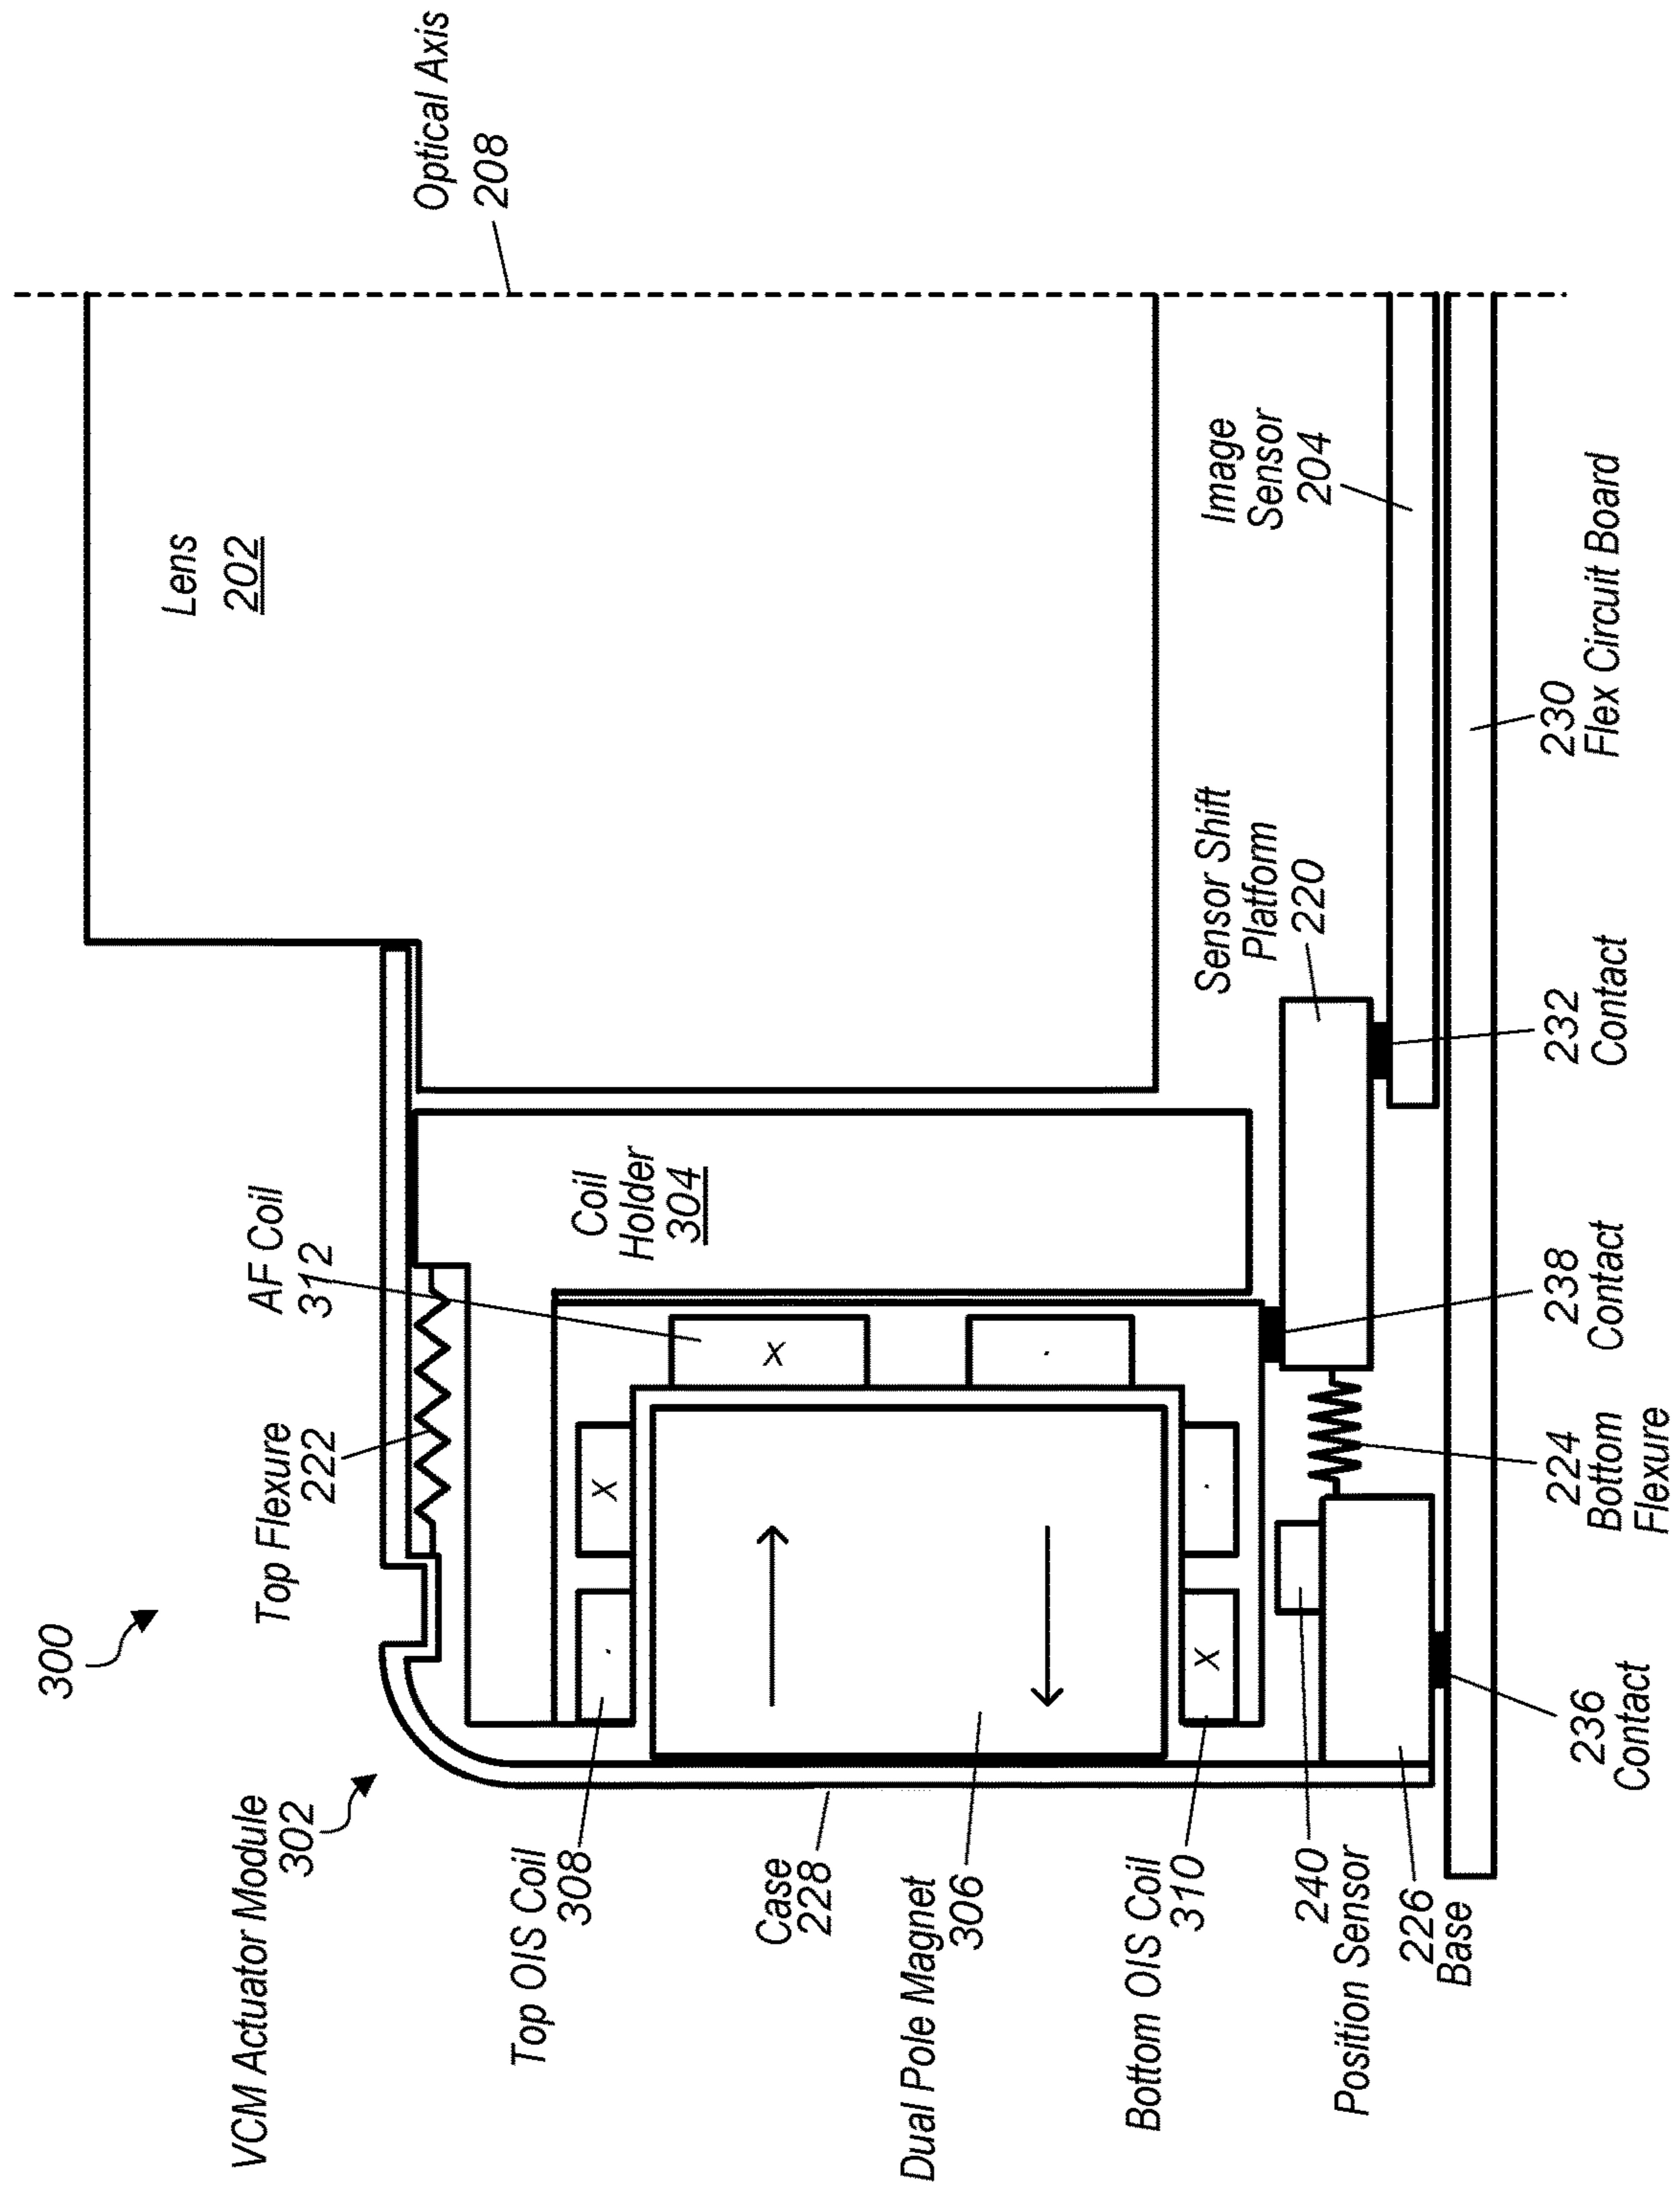 300
VCM Actuator Module
302
Top Flexure
222
AF Coil
312
Lens
202
Optical Axis
208
Top OIS Coil
308
Coil
Holder
304
Case
228
Dual Pole Magnet
306
X
.
X
.
X
.
Bottom OIS Coil
310
Sensor Shift
Platform
220
Image
Sensor
204
240
Position Sensor
226
Base
236
Contact
224
Bottom
Flexure
238
Contact
232
Contact
230
Flex Circuit Board